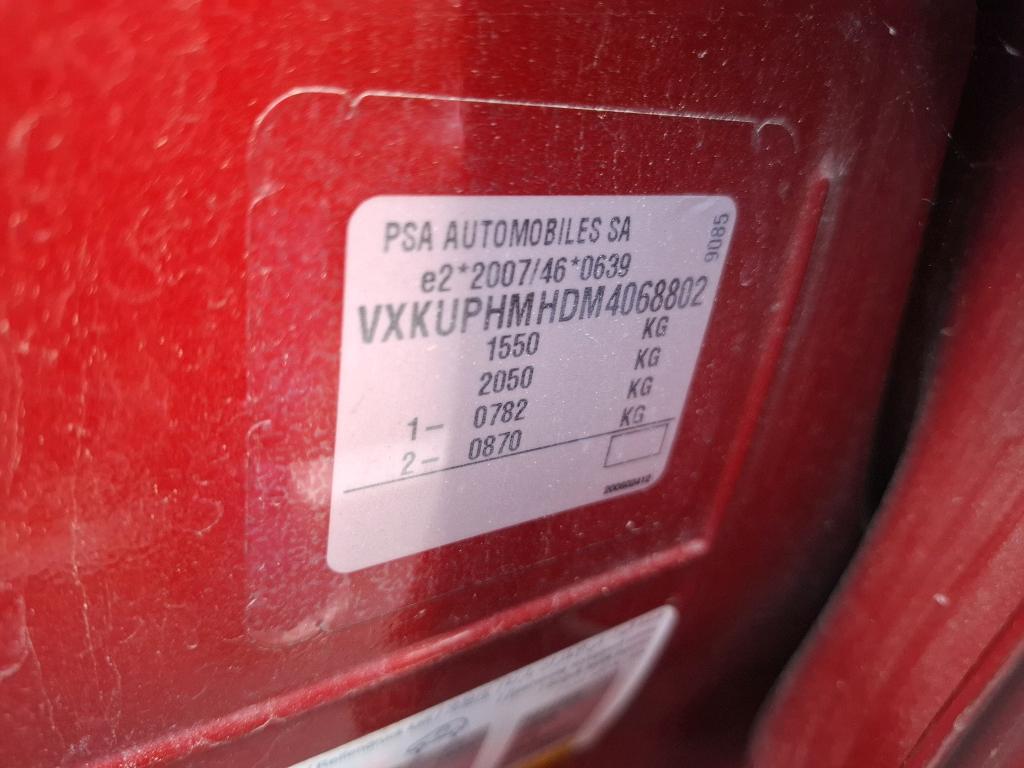 PSA AUTOMOBILES SA
9085
e2*2007/46*0639
VXKUPHMHDM4068802
1550 KG
2050 KG
1- 0782 KG
2- 0870 KG